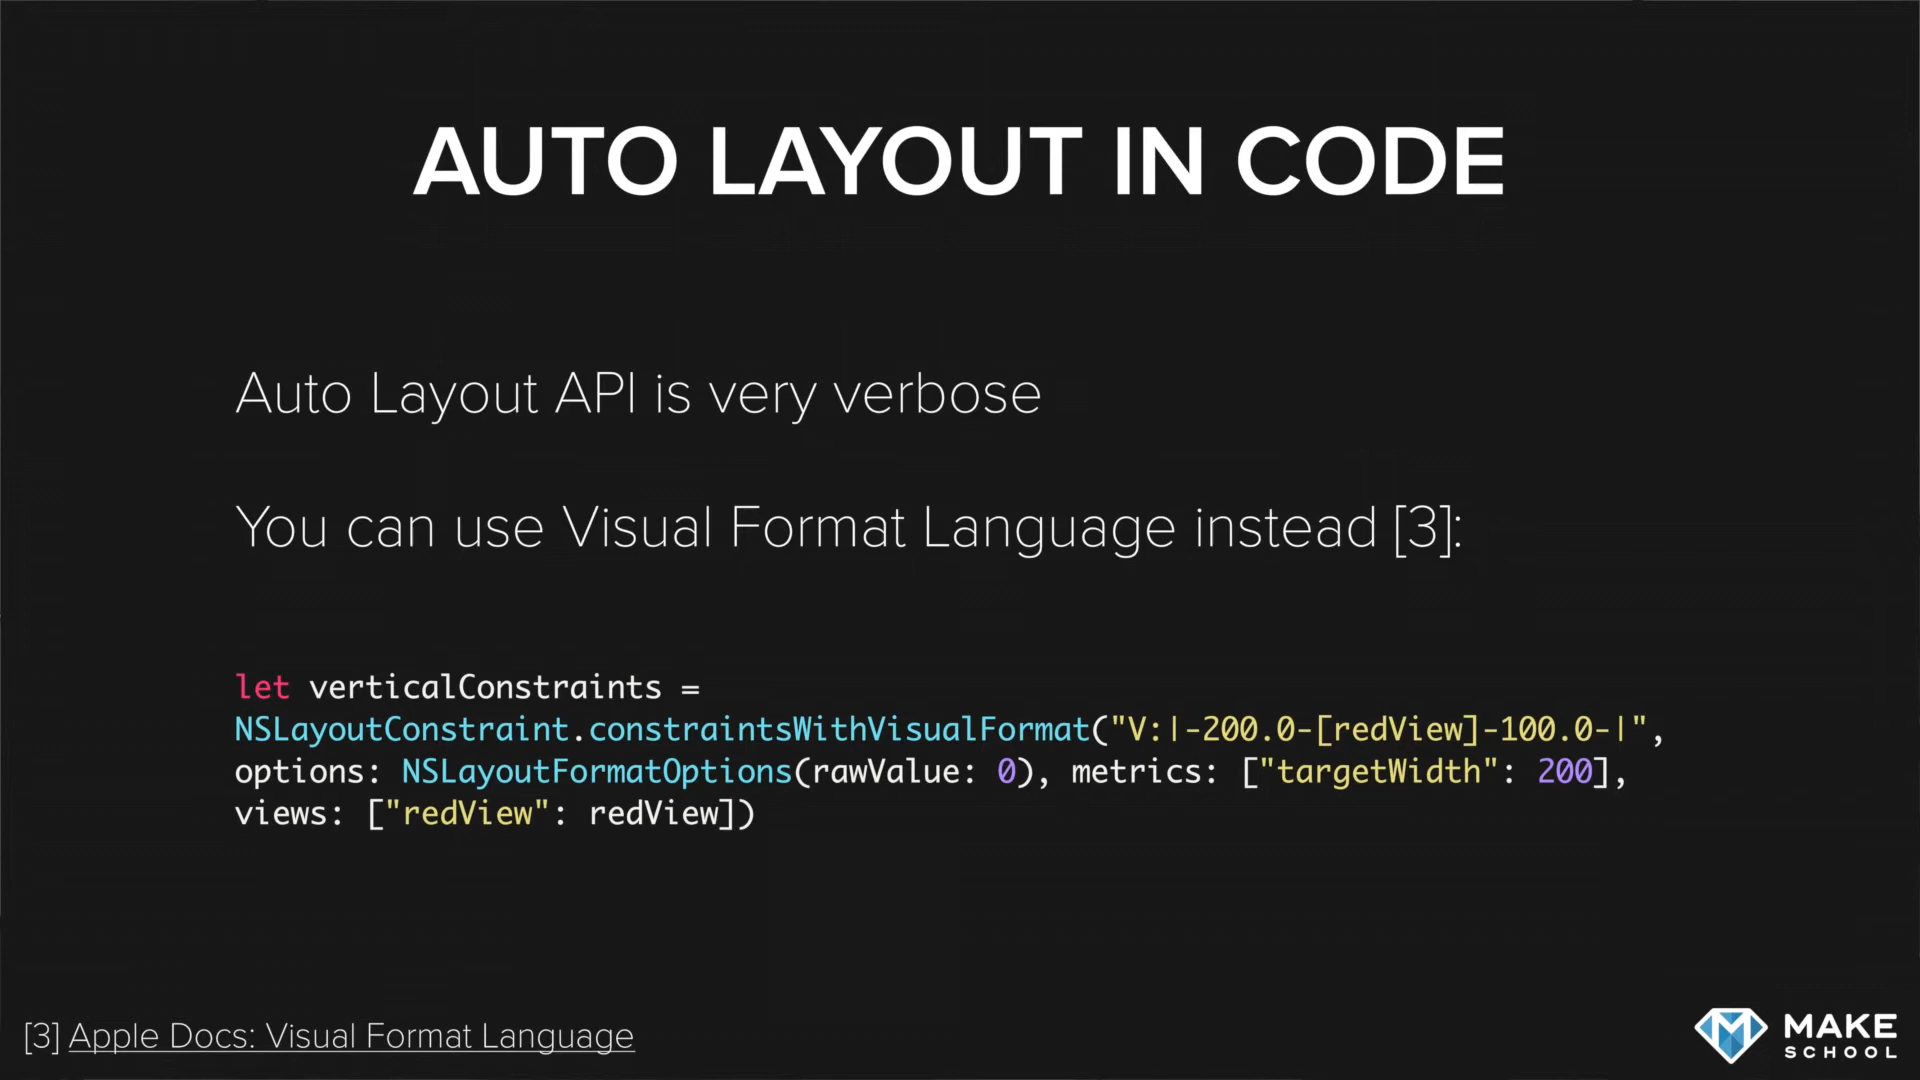 AUTO LAYOUT IN CODE
Auto Layout API is very verbose
You can use Visual Format Language instead [3]:
let verticalConstraints =
NSLayoutConstraint.constraintsWithVisualFormat("V:|-200.0-[redView]-100.0-|",
options: NSLayoutFormatOptions(rawValue: 0), metrics: ["targetWidth": 200],
views: ["redView": redView])
[3] Apple Docs: Visual Format Language
MAKE
SCHOOL